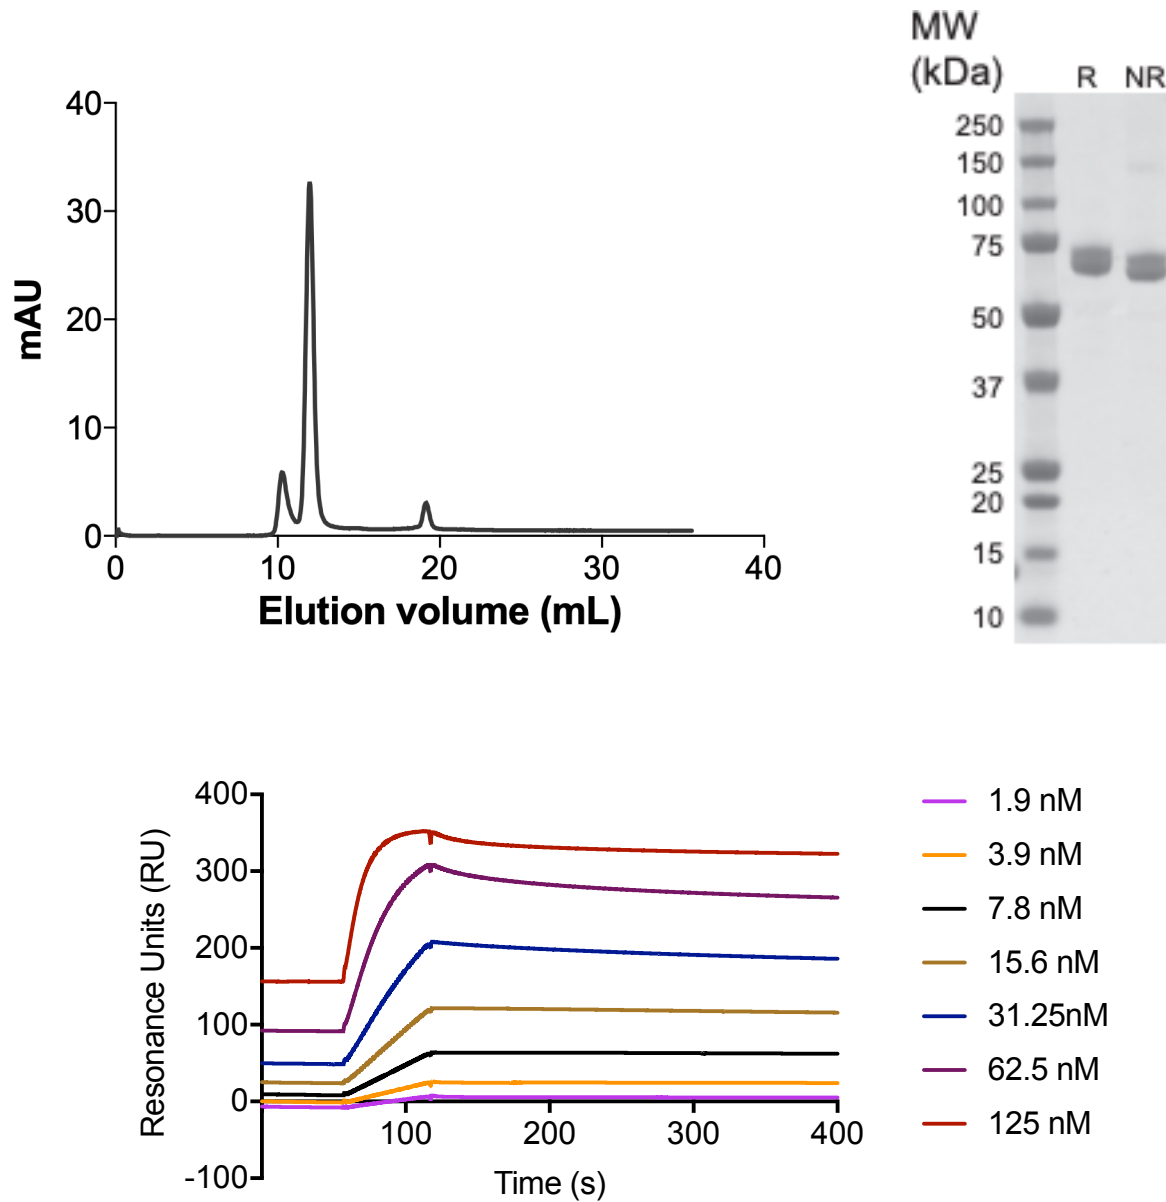 MW
(kDa)
R NR
250
150
100
75
50
37
25
20
15
10
40
30
20
10
0
mAU
0 10 20 30 40
Elution volume (mL)
400
300
200
100
0
-100
Resonance Units (RU)
100 200 300 400
Time (s)
1.9 nM
3.9 nM
7.8 nM
15.6 nM
31.25nM
62.5 nM
125 nM